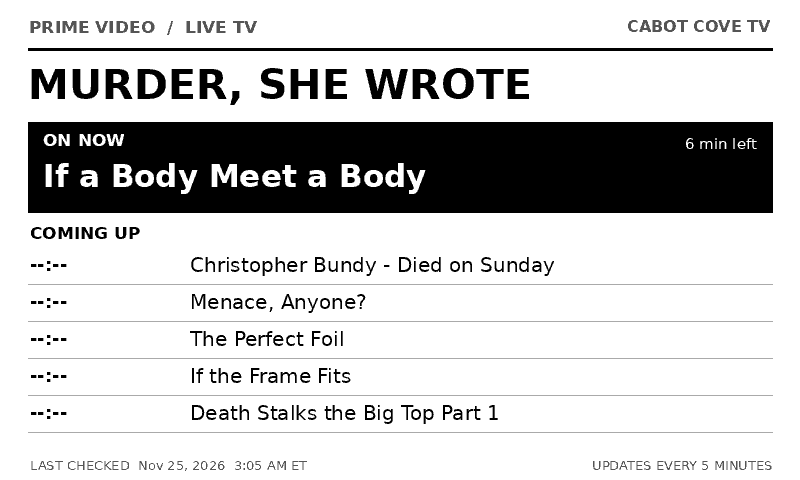 PRIME VIDEO / LIVE TV
CABOT COVE TV
MURDER, SHE WROTE
ON NOW
6 min left
If a Body Meet a Body
COMING UP
--:-- Christopher Bundy - Died on Sunday
--:-- Menace, Anyone?
--:-- The Perfect Foil
--:-- If the Frame Fits
--:-- Death Stalks the Big Top Part 1
LAST CHECKED Nov 25, 2026 3:05 AM ET
UPDATES EVERY 5 MINUTES